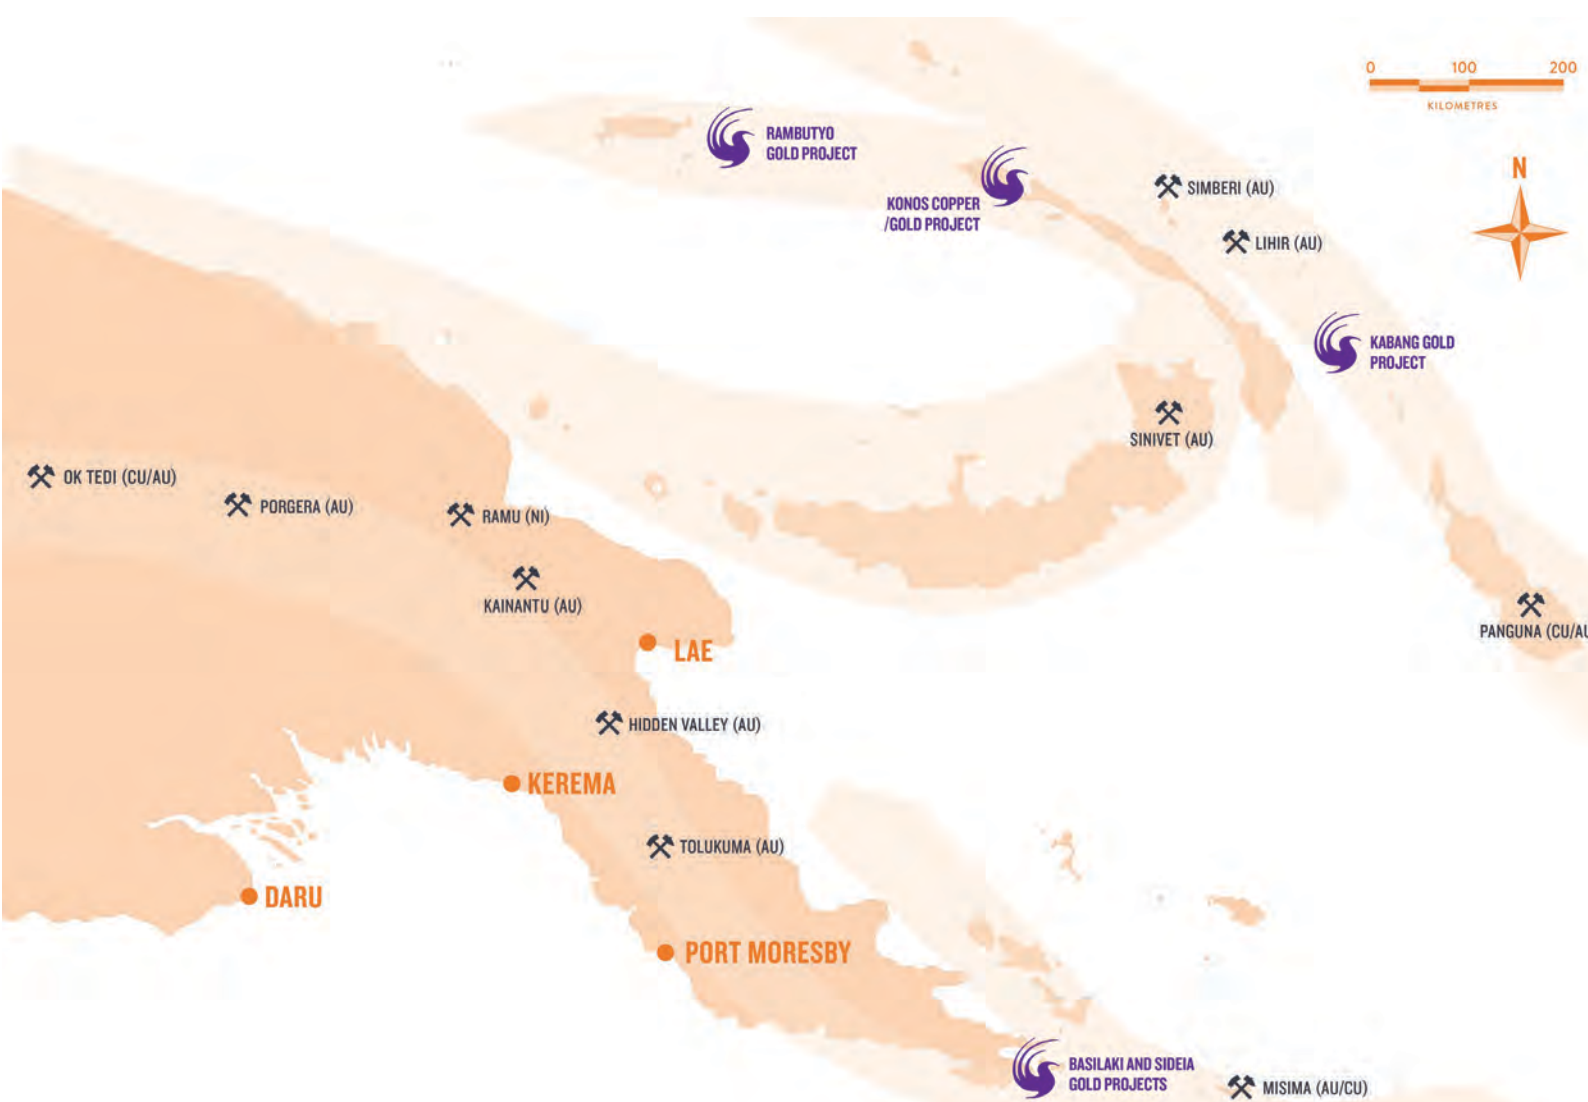 0 100 200
KILOMETRES
N
RAMBUTYO
GOLD PROJECT
KONOS COPPER
/GOLD PROJECT
SIMBERI (AU)
LIHIR (AU)
KABANG GOLD
PROJECT
SINIVET (AU)
OK TEDI (CU/AU)
PORGERA (AU)
RAMU (NI)
KAINANTU (AU)
PANGUNA (CU/AU
LAE
HIDDEN VALLEY (AU)
KEREMA
TOLUKUMA (AU)
DARU
PORT MORESBY
BASILAKI AND SIDEIA
GOLD PROJECTS
MISIMA (AU/CU)